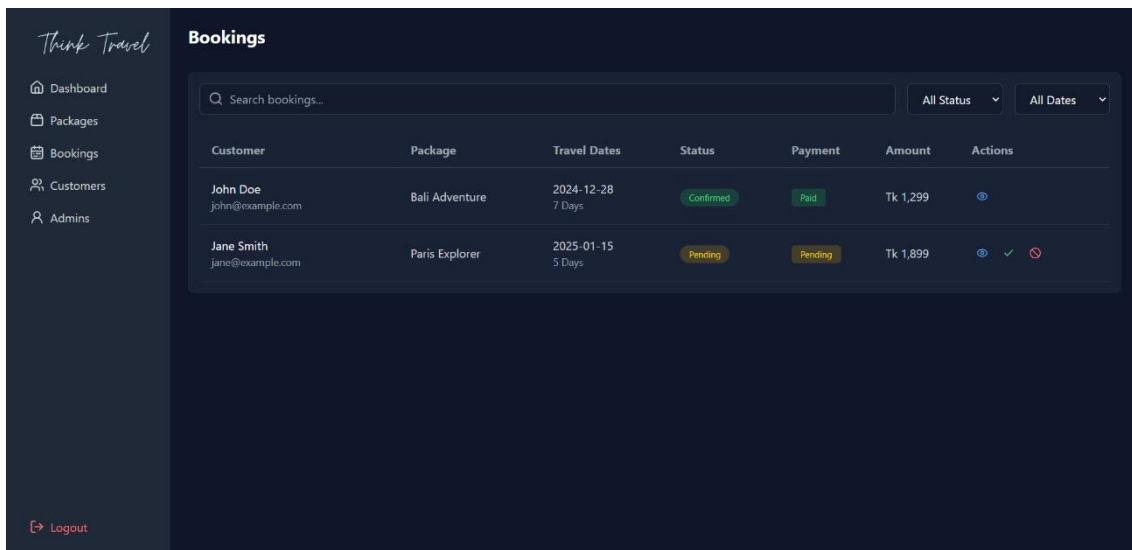 Think Travel
Dashboard
Packages
Bookings
Customers
Admins
Logout
Bookings
Search bookings...
All Status
All Dates
Customer Package Travel Dates Status Payment Amount Actions
John Doe Bali Adventure 2024-12-28 Confirmed Paid Tk 1,299
john@example.com 7 Days
Jane Smith Paris Explorer 2025-01-15 Pending Pending Tk 1,899
jane@example.com 5 Days